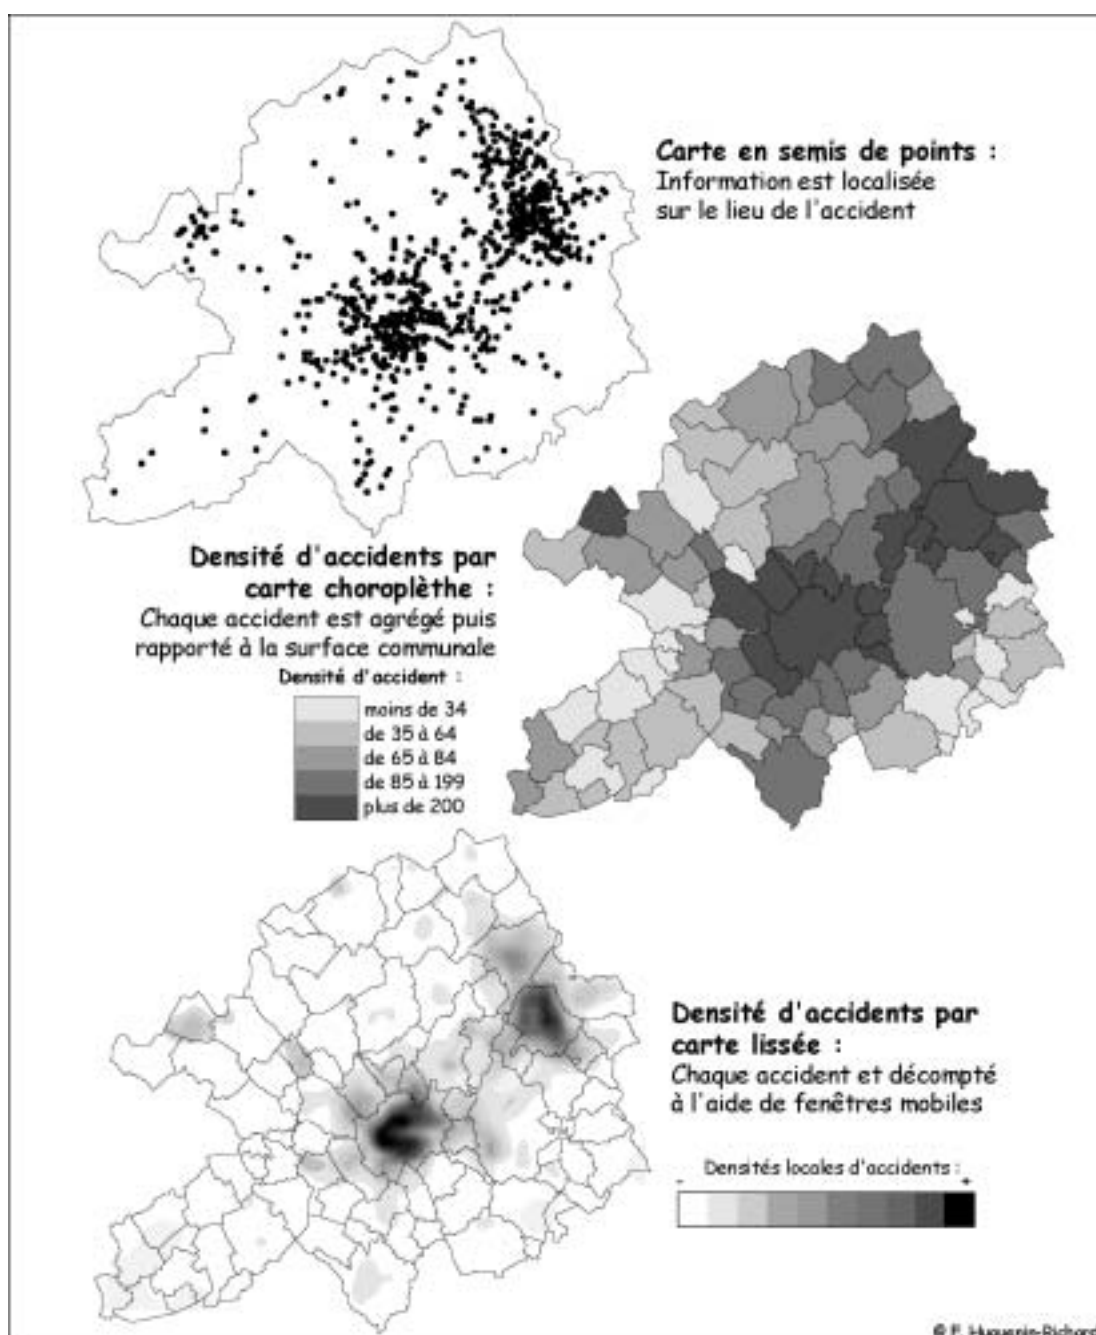 Carte en semis de points :
Information est localisée
sur le lieu de l'accident
Densité d'accidents par
carte choroplèthe :
Chaque accident est agrégé puis
rapporté à la surface communale
Densité d'accident :
moins de 34
de 35 à 64
de 65 à 84
de 85 à 199
plus de 200
Densité d'accidents par
carte lissée :
Chaque accident et décompté
à l'aide de fenêtres mobiles
Densités locales d'accidents :
- +
© F. Huguenin-Richard